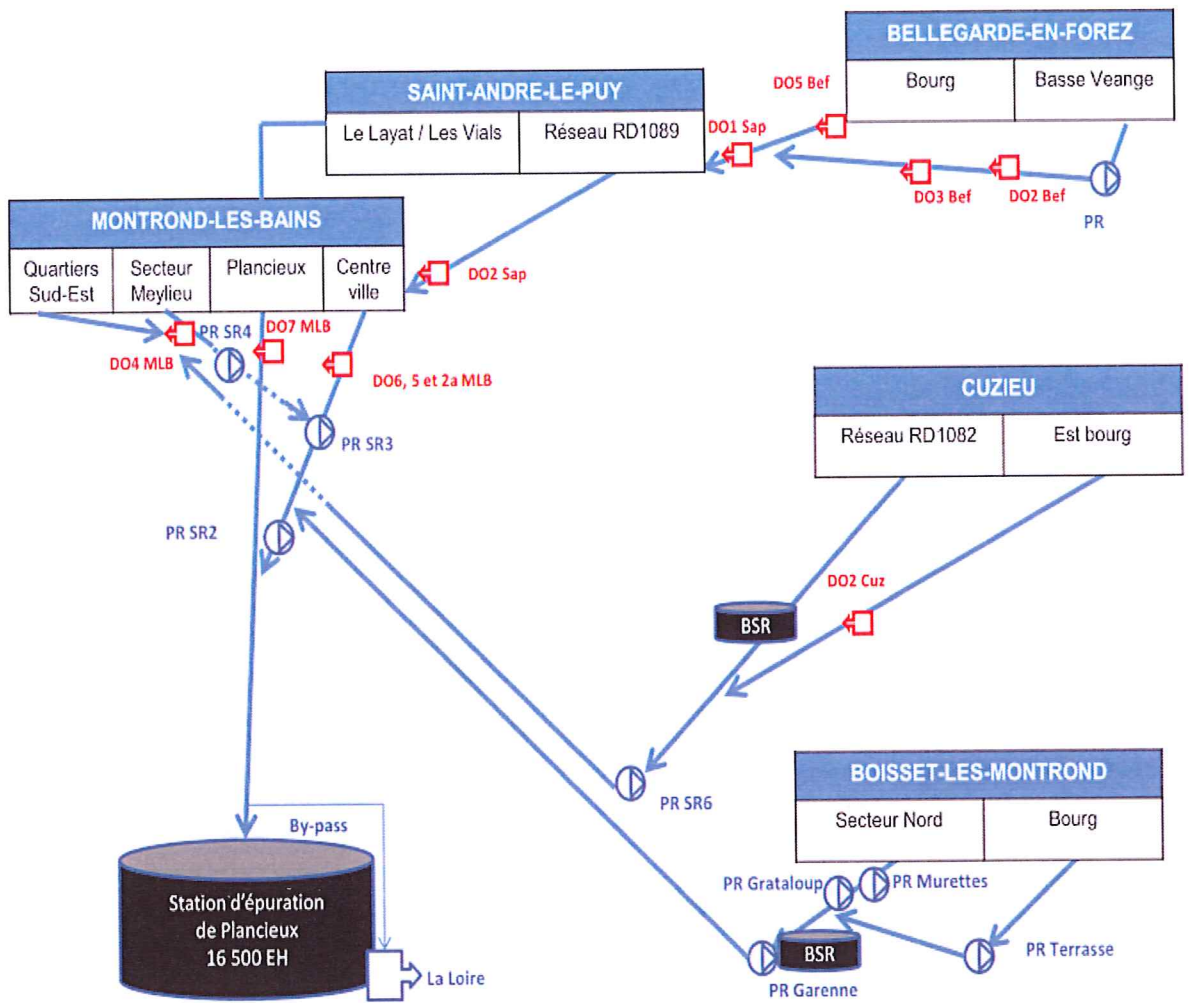 BELLEGARDE-EN-FOREZ
Bourg
Basse Veange
SAINT-ANDRE-LE-PUY
Le Layat / Les Vials
Réseau RD1089
DO5 Bef
DO1 Sap
DO3 Bef
DO2 Bef
PR
MONTROND-LES-BAINS
Quartiers
Sud-Est
Secteur
Meylieu
Plancieux
Centre
ville
DO2 Sap
PR SR4
DO7 MLB
DO4 MLB
DO6, 5 et 2a MLB
PR SR3
PR SR2
CUZIEU
Réseau RD1082
Est bourg
DO2 Cuz
BSR
PR SR6
BOISSET-LES-MONTROND
Secteur Nord
Bourg
PR Grataloup
PR Murettes
BSR
PR Terrasse
PR Garenne
By-pass
Station d'épuration
de Plancieux
16 500 EH
La Loire